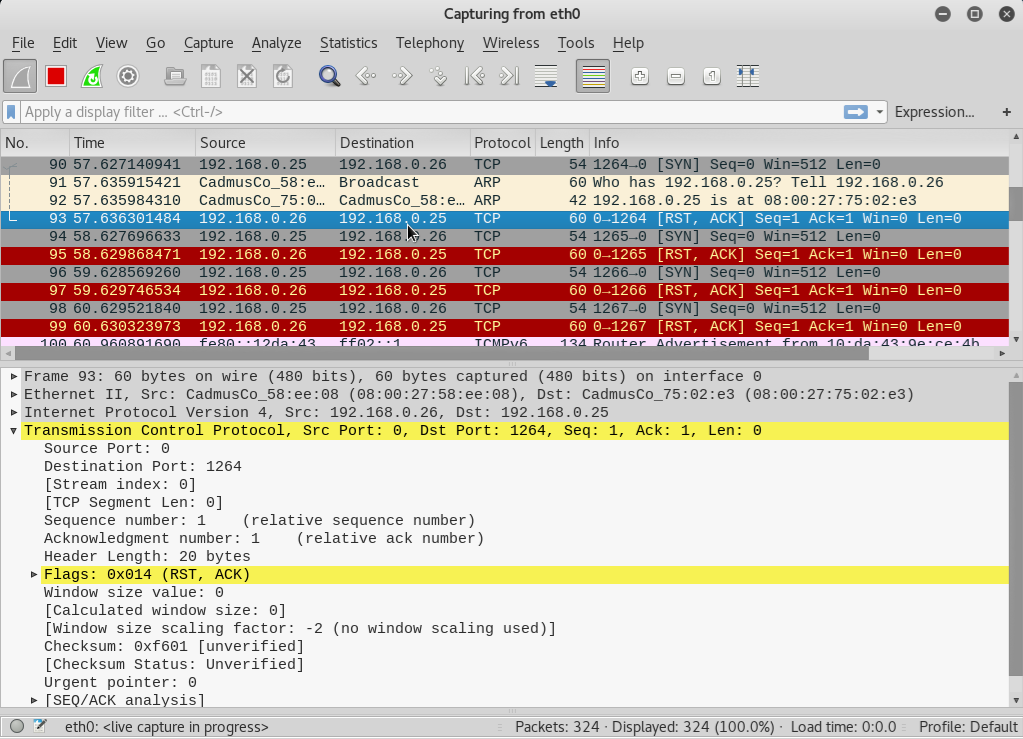 Capturing from eth0
File Edit View Go Capture Analyze Statistics Telephony Wireless Tools Help
Apply a display filter ... <Ctrl-/> Expression... +
No. Time Source Destination Protocol Length Info
90 57.627140941 192.168.0.25 192.168.0.26 TCP 54 1264→0 [SYN] Seq=0 Win=512 Len=0
91 57.635915421 CadmusCo_58:e… Broadcast ARP 60 Who has 192.168.0.25? Tell 192.168.0.26
92 57.635984310 CadmusCo_75:0… CadmusCo_58:e… ARP 42 192.168.0.25 is at 08:00:27:75:02:e3
93 57.636301484 192.168.0.26 192.168.0.25 TCP 60 0→1264 [RST, ACK] Seq=1 Ack=1 Win=0 Len=0
94 58.627696633 192.168.0.25 192.168.0.26 TCP 54 1265→0 [SYN] Seq=0 Win=512 Len=0
95 58.629868471 192.168.0.26 192.168.0.25 TCP 60 0→1265 [RST, ACK] Seq=1 Ack=1 Win=0 Len=0
96 59.628569260 192.168.0.25 192.168.0.26 TCP 54 1266→0 [SYN] Seq=0 Win=512 Len=0
97 59.629746534 192.168.0.26 192.168.0.25 TCP 60 0→1266 [RST, ACK] Seq=1 Ack=1 Win=0 Len=0
98 60.629521840 192.168.0.25 192.168.0.26 TCP 54 1267→0 [SYN] Seq=0 Win=512 Len=0
99 60.630323973 192.168.0.26 192.168.0.25 TCP 60 0→1267 [RST, ACK] Seq=1 Ack=1 Win=0 Len=0
100 60.960891690 fe80::12da:43… ff02::1 ICMPv6 134 Router Advertisement from 10:da:43:9e:ce:4b
Frame 93: 60 bytes on wire (480 bits), 60 bytes captured (480 bits) on interface 0
Ethernet II, Src: CadmusCo_58:ee:08 (08:00:27:58:ee:08), Dst: CadmusCo_75:02:e3 (08:00:27:75:02:e3)
Internet Protocol Version 4, Src: 192.168.0.26, Dst: 192.168.0.25
Transmission Control Protocol, Src Port: 0, Dst Port: 1264, Seq: 1, Ack: 1, Len: 0
Source Port: 0
Destination Port: 1264
[Stream index: 0]
[TCP Segment Len: 0]
Sequence number: 1 (relative sequence number)
Acknowledgment number: 1 (relative ack number)
Header Length: 20 bytes
Flags: 0x014 (RST, ACK)
Window size value: 0
[Calculated window size: 0]
[Window size scaling factor: -2 (no window scaling used)]
Checksum: 0xf601 [unverified]
[Checksum Status: Unverified]
Urgent pointer: 0
[SEQ/ACK analysis]
eth0: <live capture in progress> Packets: 324 · Displayed: 324 (100.0%) · Load time: 0:0.0 Profile: Default